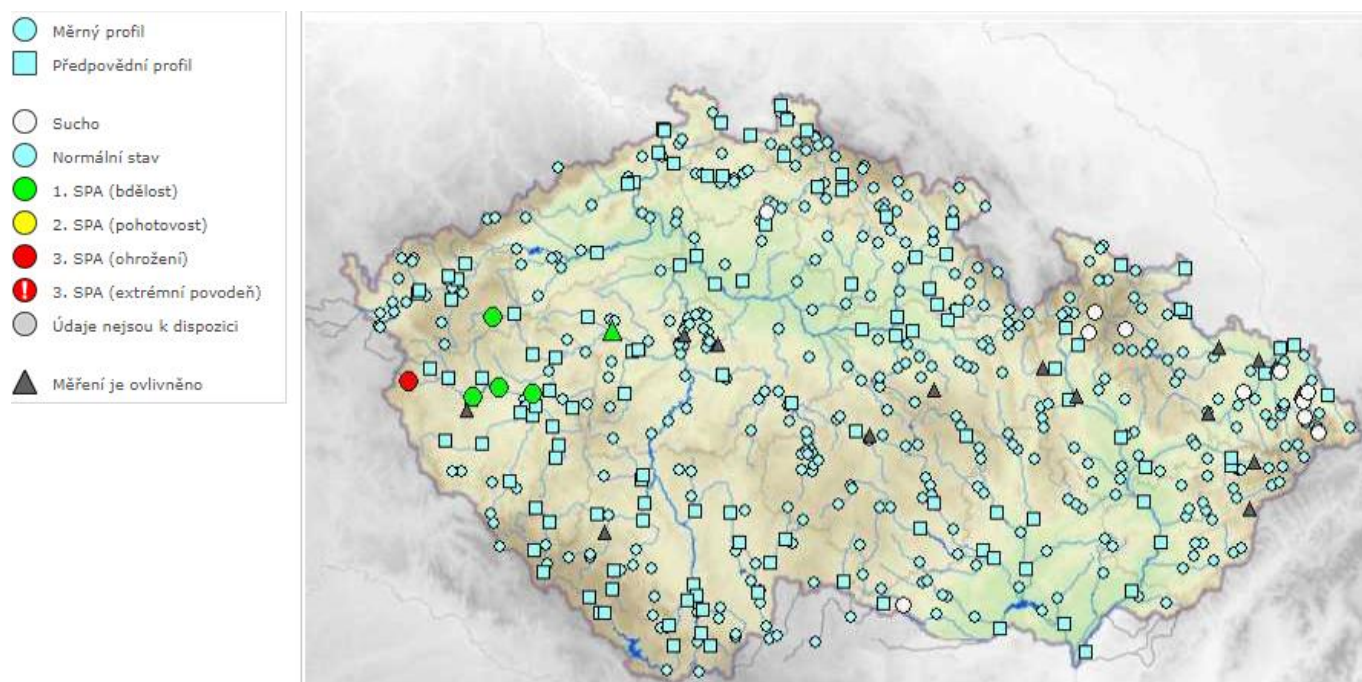 Měrný profil
Předpovědní profil
Sucho
Normální stav
1. SPA (bdělost)
2. SPA (pohotovost)
3. SPA (ohrožení)
3. SPA (extrémní povodeň)
Údaje nejsou k dispozici
Měření je ovlivněno